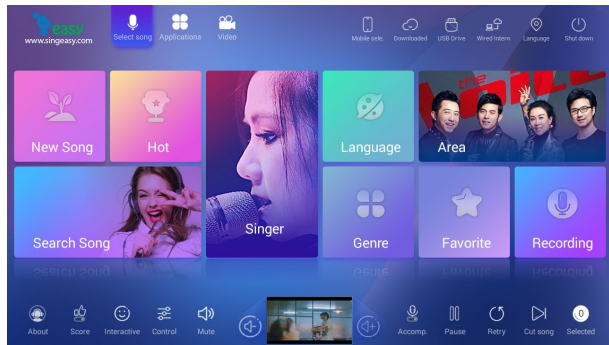 easy
www.singeasy.com
Select song
Applications
Video
Mobile sele.
Downloaded
USB Drive
Wired Intern.
Language
Shut down
New Song
Hot
Singer
Language
the
Voice
Area
Search Song
Genre
Favorite
Recording
About
Score
Interactive
Control
Mute
Accomp.
Pause
Retry
Cut song
0
Selected